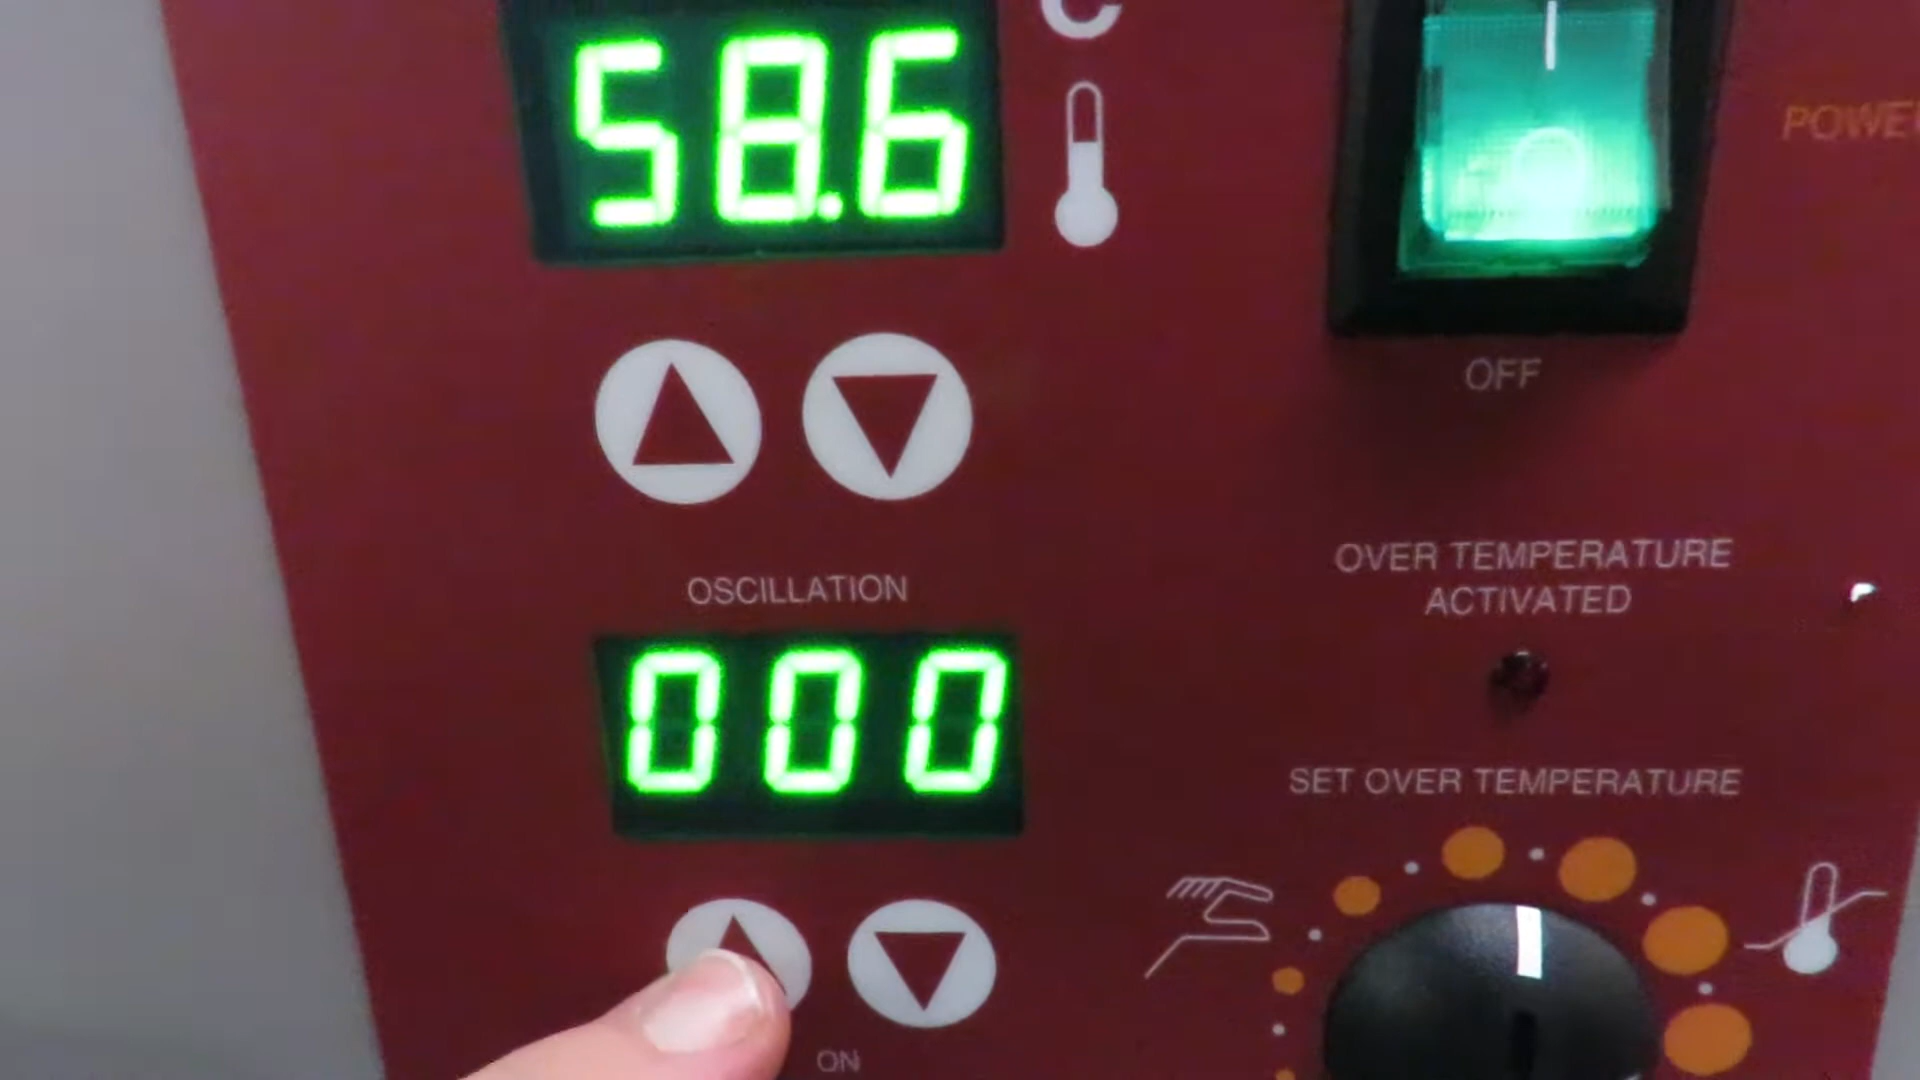 C
58.6
POWE
OFF
OSCILLATION
OVER TEMPERATURE
ACTIVATED
000
SET OVER TEMPERATURE
ON